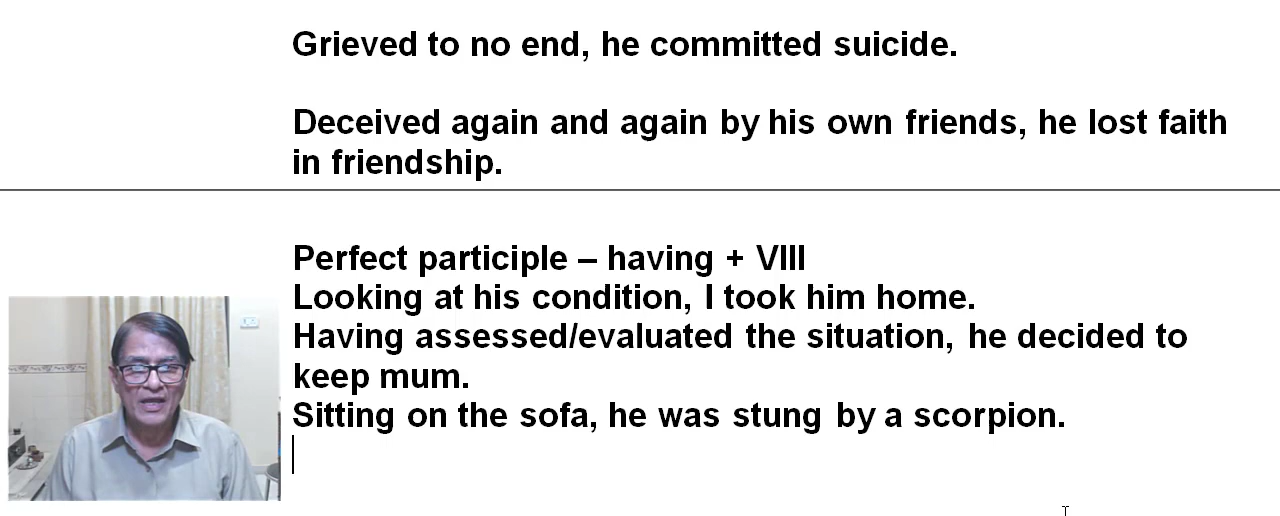 Grieved to no end, he committed suicide.
Deceived again and again by his own friends, he lost faith
in friendship.
Perfect participle – having + VIII
Looking at his condition, I took him home.
Having assessed/evaluated the situation, he decided to
keep mum.
Sitting on the sofa, he was stung by a scorpion.